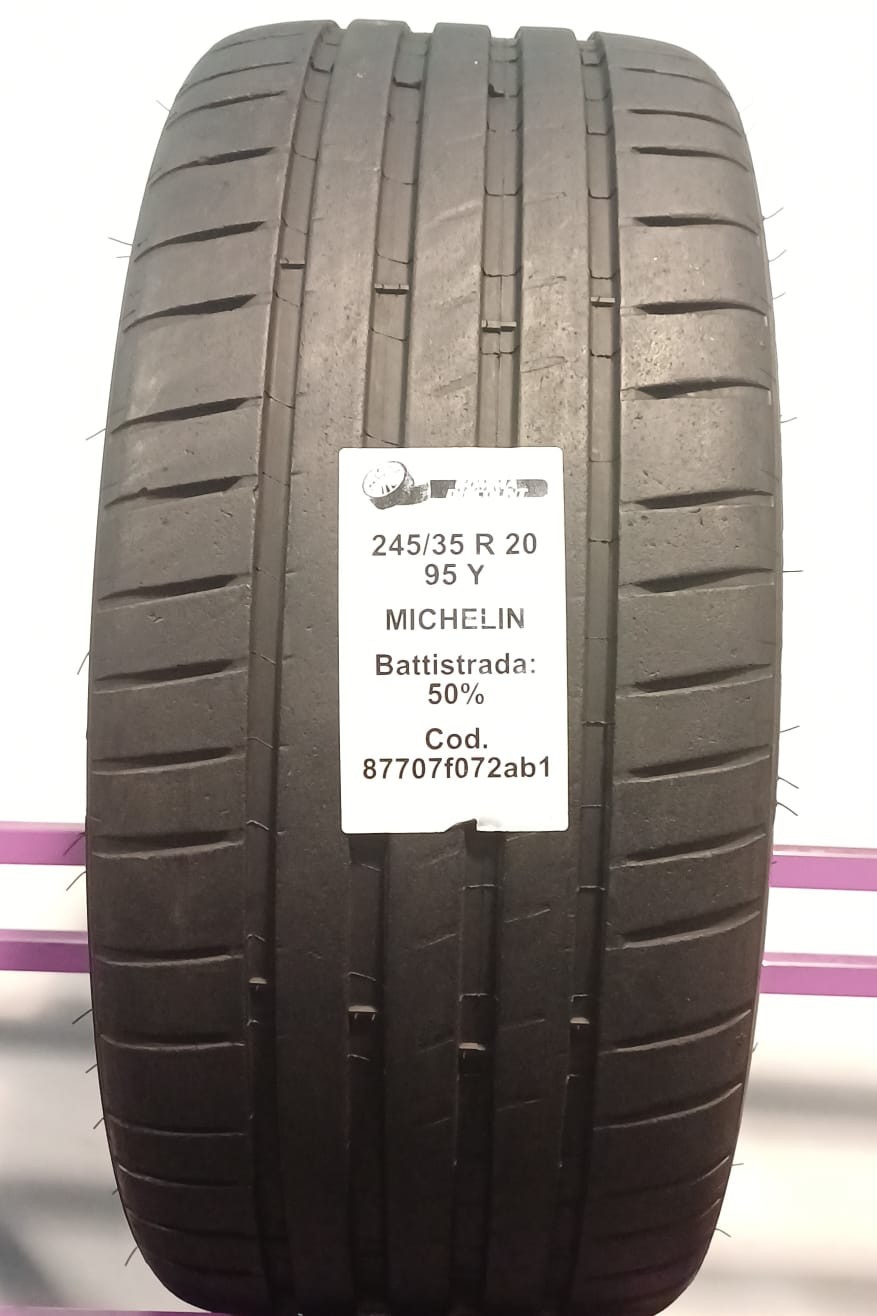 245/35 R 20
95 Y
MICHELIN
Battistrada:
50%
Cod.
87707f072ab1